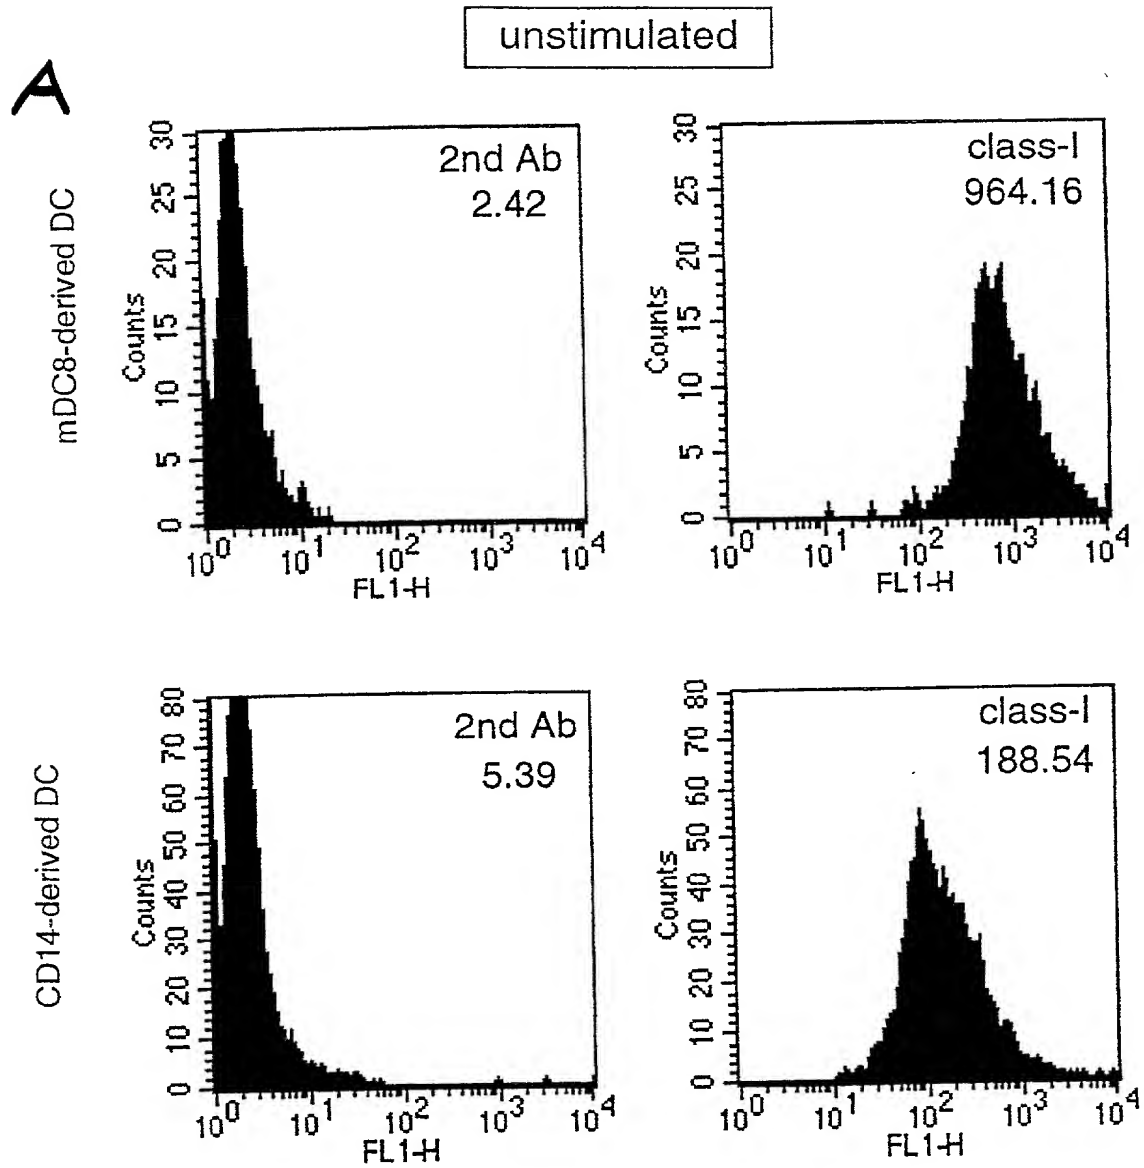 unstimulated
A
mDC8-derived DC
2nd Ab
2.42
Counts
0 5 10 15 20 25 30
10^0 10^1 10^2 10^3 10^4
FL1-H
class-I
964.16
Counts
0 5 10 15 20 25 30
10^0 10^1 10^2 10^3 10^4
FL1-H
CD14-derived DC
2nd Ab
5.39
Counts
0 10 20 30 40 50 60 70 80
10^0 10^1 10^2 10^3 10^4
FL1-H
class-I
188.54
Counts
0 10 20 30 40 50 60 70 80
10^0 10^1 10^2 10^3 10^4
FL1-H